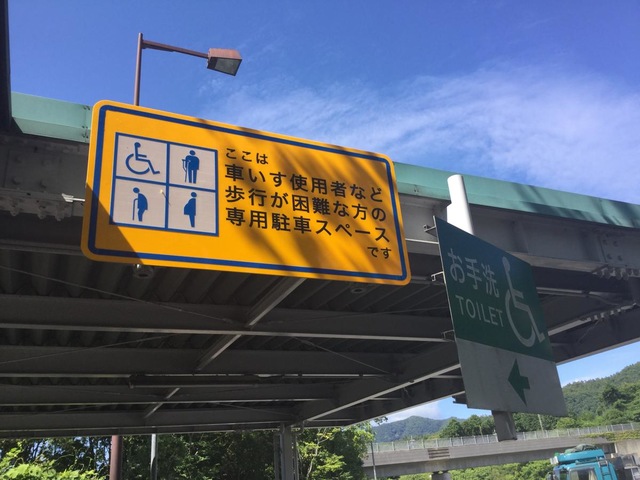 ここは
車いす使用者など
歩行が困難な方の
専用駐車スペース
です
お手洗
TOILET